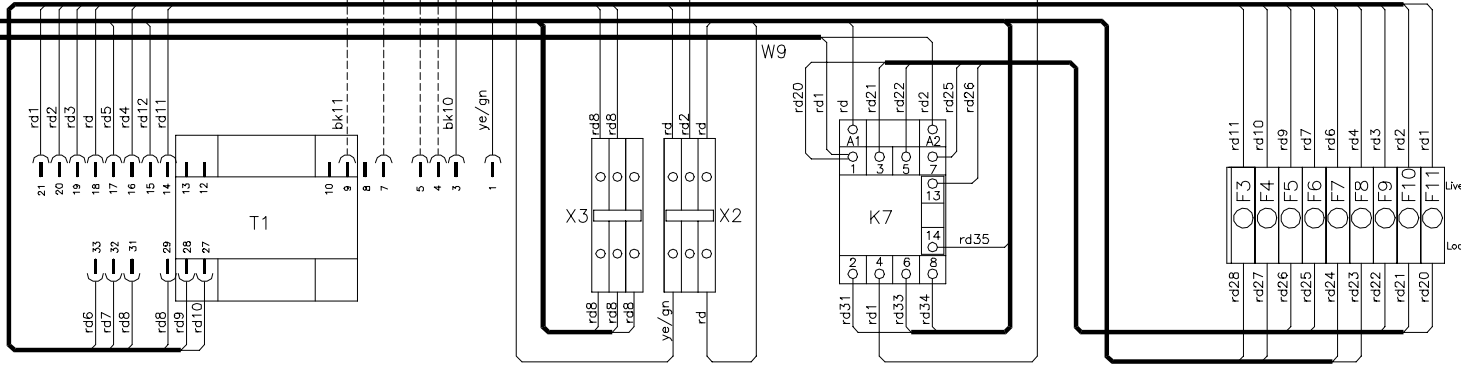 W9
rd1 rd2 rd3 rd rd5 rd4 rd12 rd11
bk11 bk10 ye/gn
rd8 rd8
rd rd2 rd
rd20 rd1 rd rd21 rd22 rd2 rd25 rd26
rd11 rd10 rd9 rd7 rd6 rd4 rd3 rd2 rd1
A1 A2
21 20 19 18 17 16 15 14 13 12 10 9 8 7 5 4 3 1
1 3 5 7
13
F3 F4 F5 F6 F7 F8 F9 F10 F11
Live
T1
X3
X2
K7
14
rd35
33 32 31 29 28 27
2 4 6 8
rd6 rd7 rd8 rd8 rd9 rd10
rd8 rd8 rd8
ye/gn rd
rd31 rd1 rd33 rd34
rd28 rd27 rd26 rd25 rd24 rd23 rd22 rd21 rd20